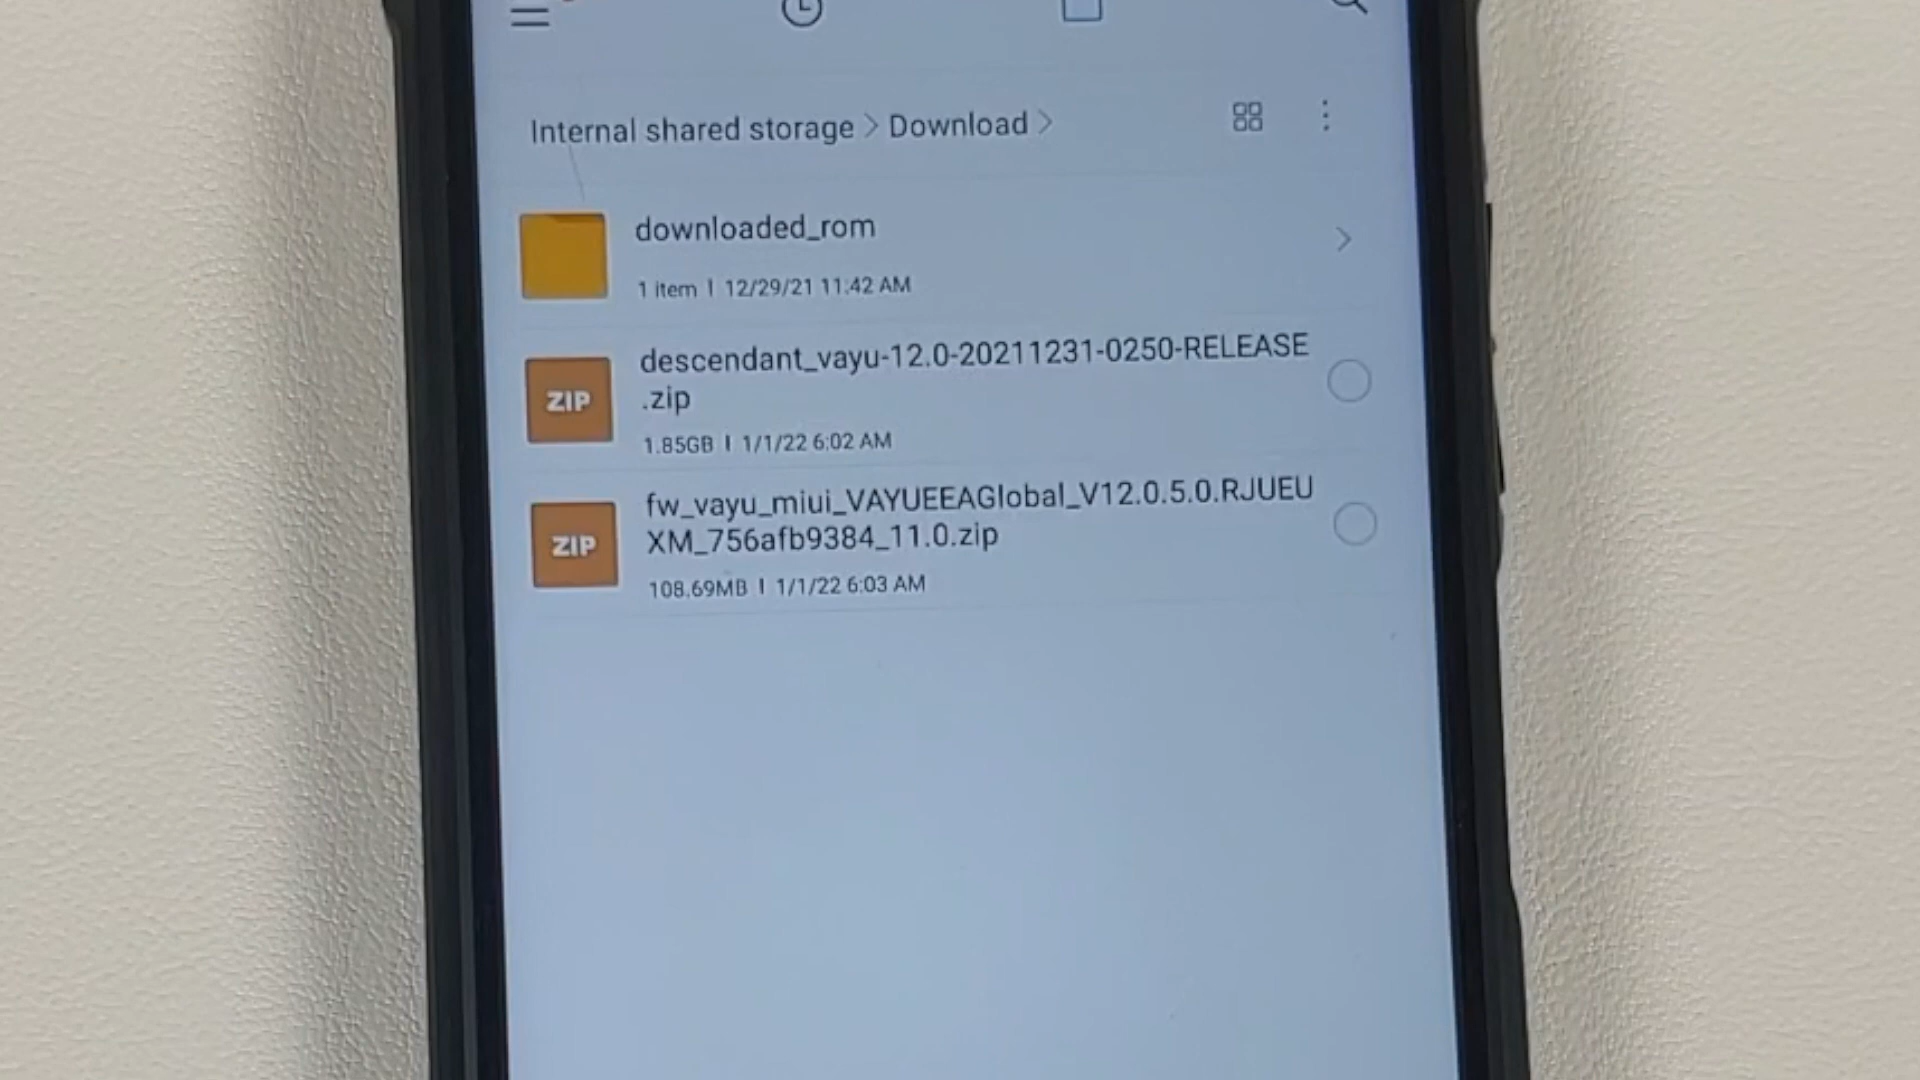 Internal shared storage > Download >
downloaded_rom
1 item | 12/29/21 11:42 AM
descendant_vayu-12.0-20211231-0250-RELEASE
.zip
ZIP
1.85GB | 1/1/22 6:02 AM
fw_vayu_miui_VAYUEEAGlobal_V12.0.5.0.RJUEU
XM_756afb9384_11.0.zip
ZIP
108.69MB | 1/1/22 6:03 AM